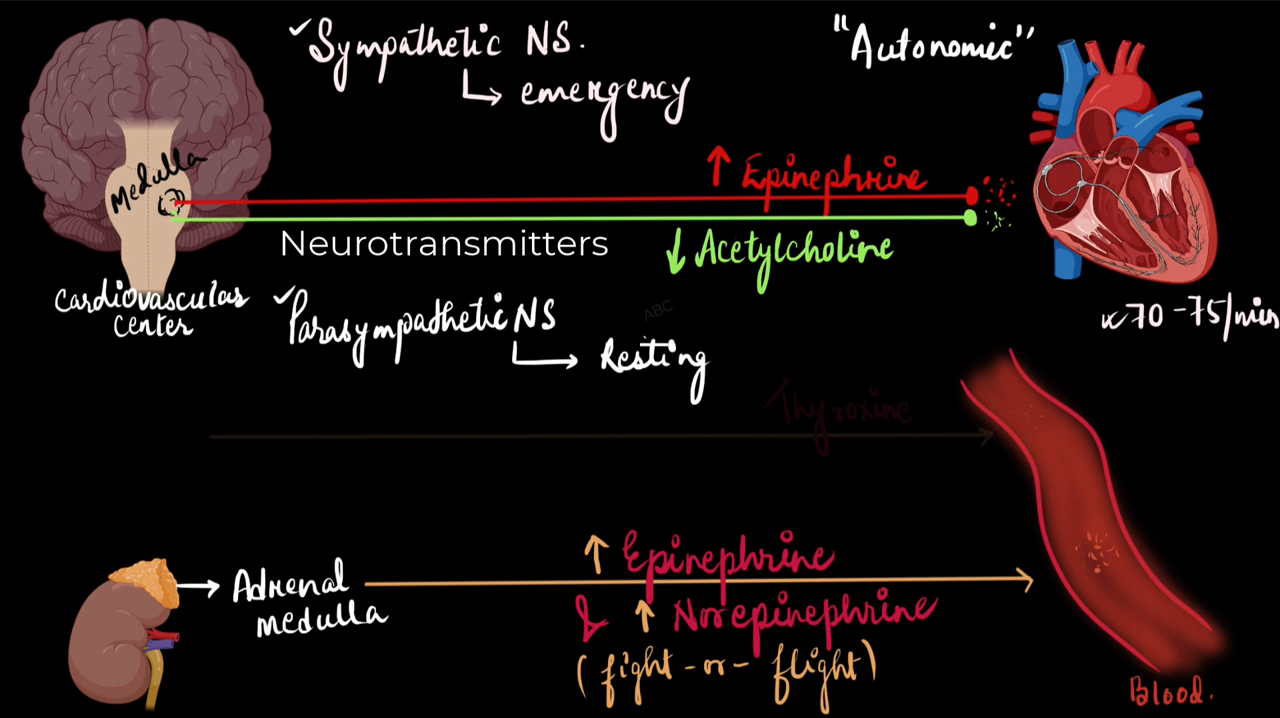 Sympathetic NS.
emergency
"Autonomic"
Medulla
↑ Epinephrine
Neurotransmitters
↓ Acetylcholine
Cardiovascular
Center
Parasympathetic NS
Resting
ABC
70-75/min
Thyroxine
Adrenal
medulla
↑ Epinephrine
& ↑ Norepinephrine
(fight-or-flight)
Blood.